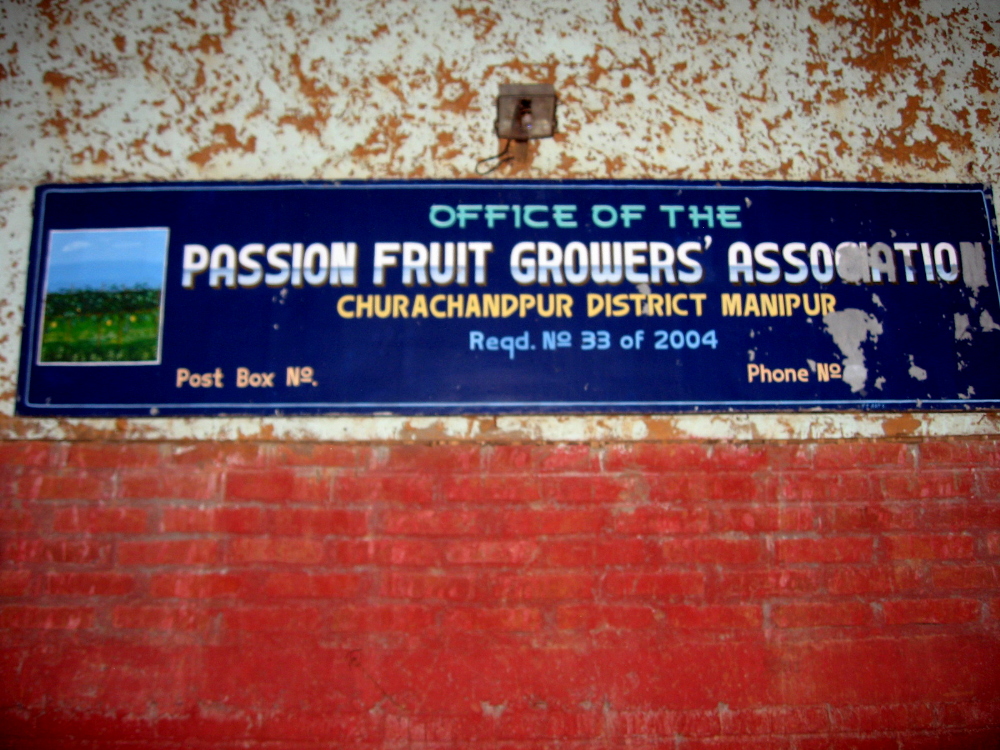 OFFICE OF THE
PASSION FRUIT GROWERS' ASSOCIATION
CHURACHANDPUR DISTRICT MANIPUR
Reqd. Nº 33 of 2004
Post Box Nº.
Phone Nº